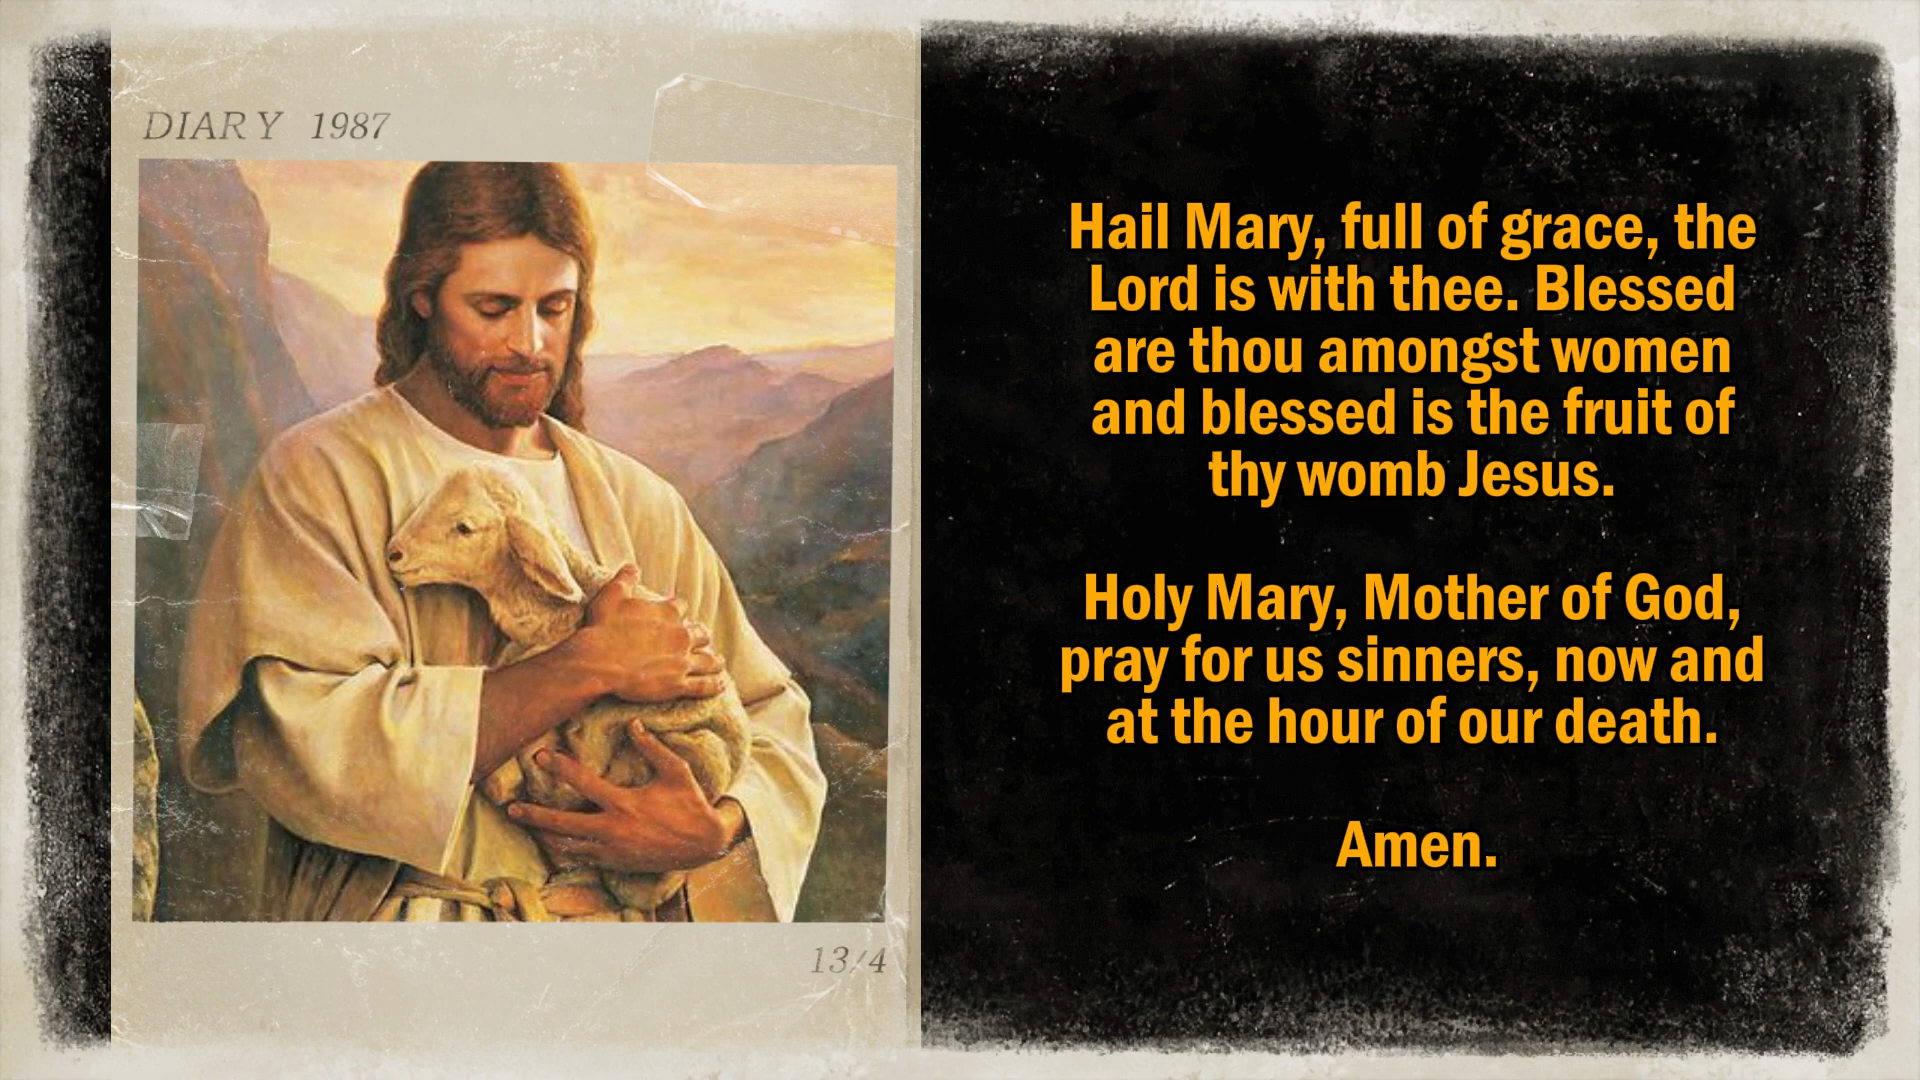 DIARY 1987
13/4
Hail Mary, full of grace, the
Lord is with thee. Blessed
are thou amongst women
and blessed is the fruit of
thy womb Jesus.
Holy Mary, Mother of God,
pray for us sinners, now and
at the hour of our death.
Amen.